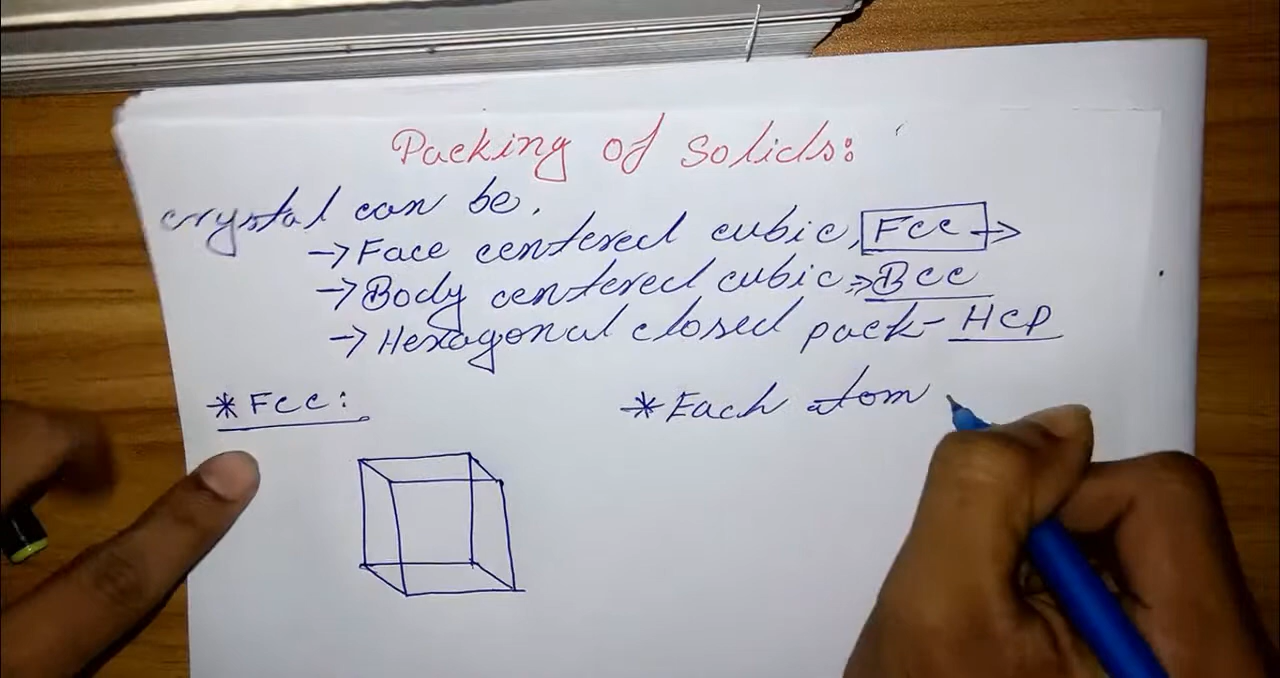 Packing of Solids:
crystal can be.
→ Face centered cubic, Fcc →
→ Body centered cubic → Bcc
→ Hexagonal closed pack - Hcp
* Fcc:
* Each atom